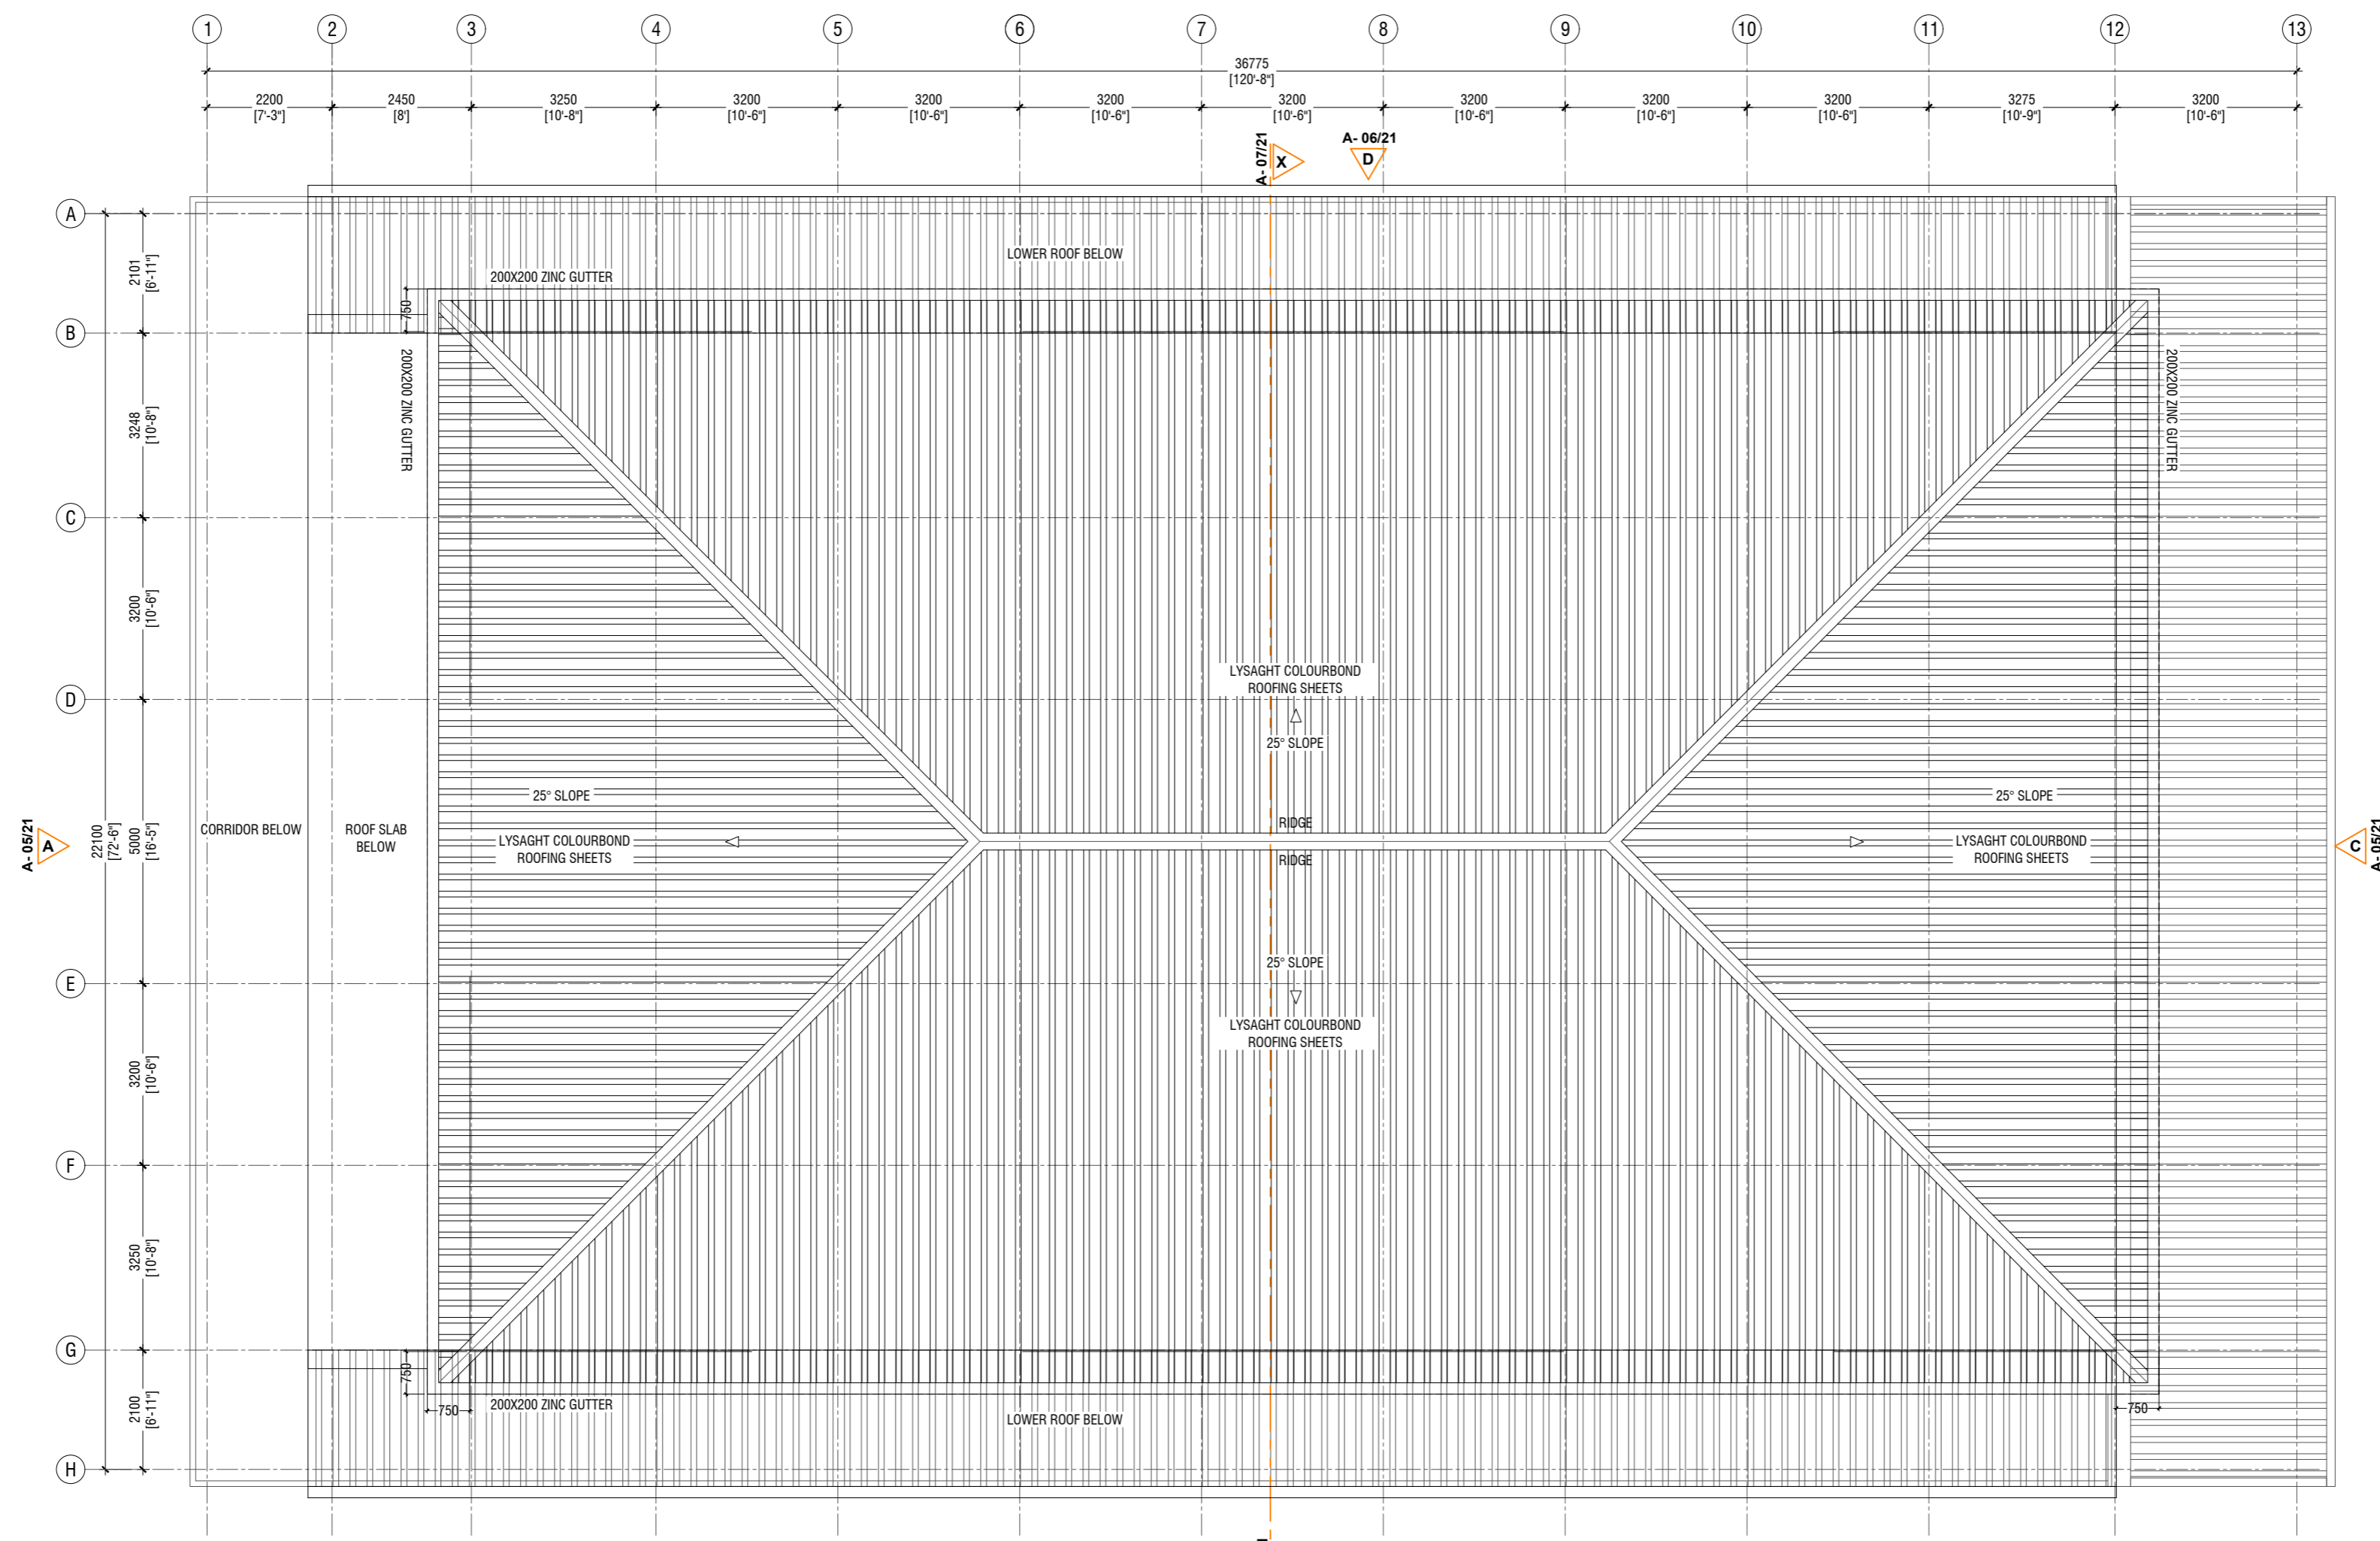 1 2 3 4 5 6 7 8 9 10 11 12 13
36775
[120'-8"]
2200 2450 3250 3200 3200 3200 3200 3200 3200 3200 3275 3200
[7'-3"] [8'] [10'-8"] [10'-6"] [10'-6"] [10'-6"] [10'-6"] [10'-6"] [10'-6"] [10'-6"] [10'-9"] [10'-6"]
A- 07/21
X
A- 06/21
D
A
2101
[6'-11"]
LOWER ROOF BELOW
200X200 ZINC GUTTER
750
B
200X200 ZINC GUTTER
200X200 ZINC GUTTER
3248
[10'-8"]
C
3200
[10'-6"]
LYSAGHT COLOURBOND
ROOFING SHEETS
D
25° SLOPE
25° SLOPE
25° SLOPE
RIDGE
A- 05/21
A
22100
[72'-6"]
5000
[16'-5"]
CORRIDOR BELOW
ROOF SLAB
BELOW
LYSAGHT COLOURBOND
ROOFING SHEETS
LYSAGHT COLOURBOND
ROOFING SHEETS
C
A- 05/21
RIDGE
25° SLOPE
E
LYSAGHT COLOURBOND
ROOFING SHEETS
3200
[10'-6"]
F
3250
[10'-8"]
G
750
200X200 ZINC GUTTER
750
750
2100
[6'-11"]
LOWER ROOF BELOW
H